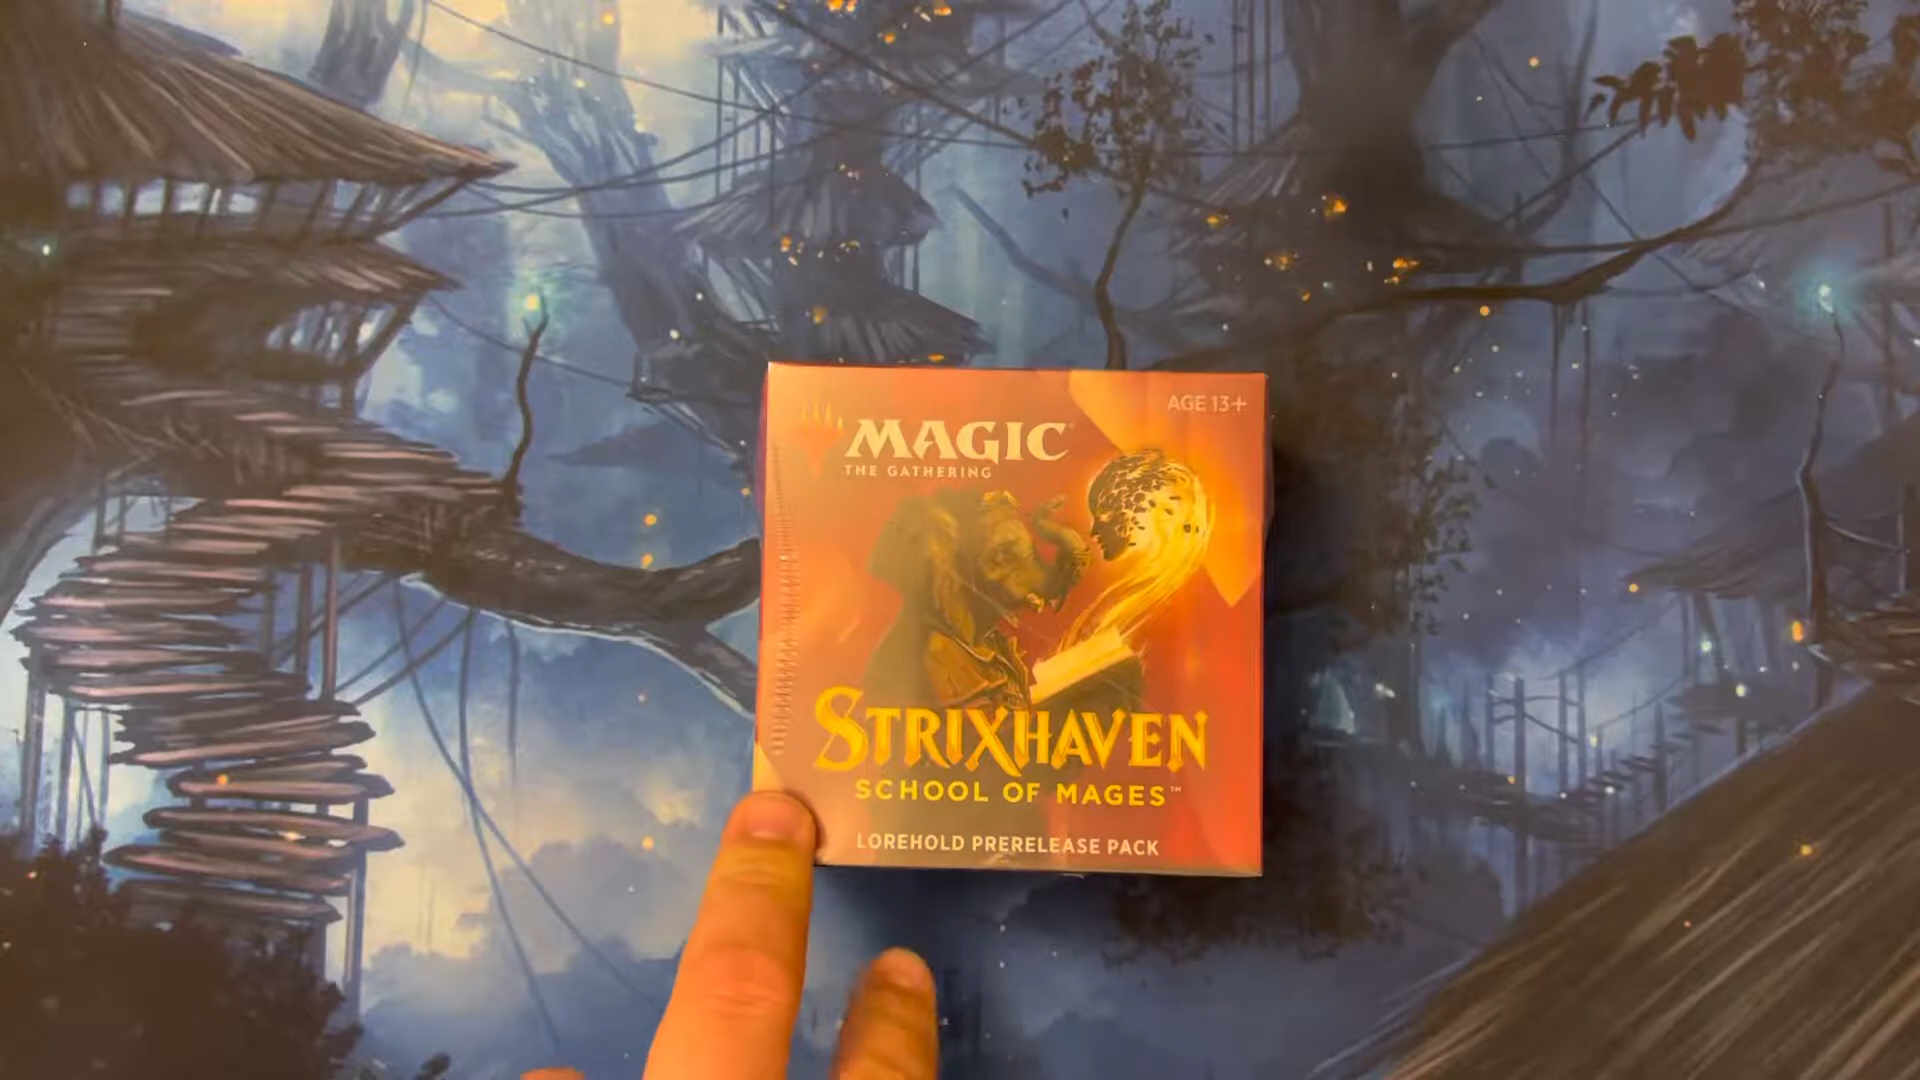 AGE 13+
MAGIC
THE GATHERING
STRIXHAVEN
SCHOOL OF MAGES™
LOREHOLD PRERELEASE PACK